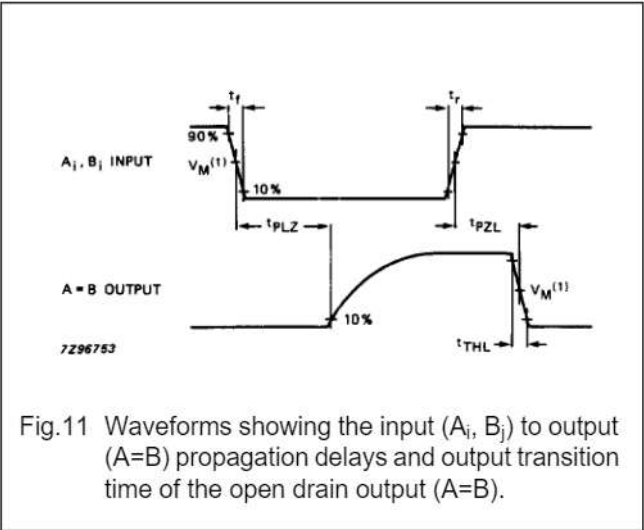 tf
tr
90%
Ai, Bj INPUT
VM(1)
10%
tPLZ
tPZL
A = B OUTPUT
VM(1)
10%
7Z96753
tTHL
Fig.11 Waveforms showing the input (Ai, Bj) to output
(A=B) propagation delays and output transition
time of the open drain output (A=B).